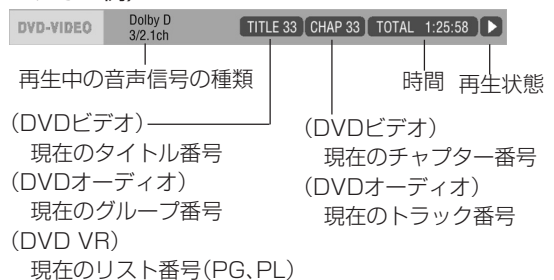 DVD-VIDEO Dolby D 3/2.1ch TITLE 33 CHAP 33 TOTAL 1:25:58
再生中の音声信号の種類 時間 再生状態
(DVDビデオ)
現在のタイトル番号
(DVDオーディオ)
現在のグループ番号
(DVD VR)
現在のリスト番号(PG、PL)
(DVDビデオ)
現在のチャプター番号
(DVDオーディオ)
現在のトラック番号